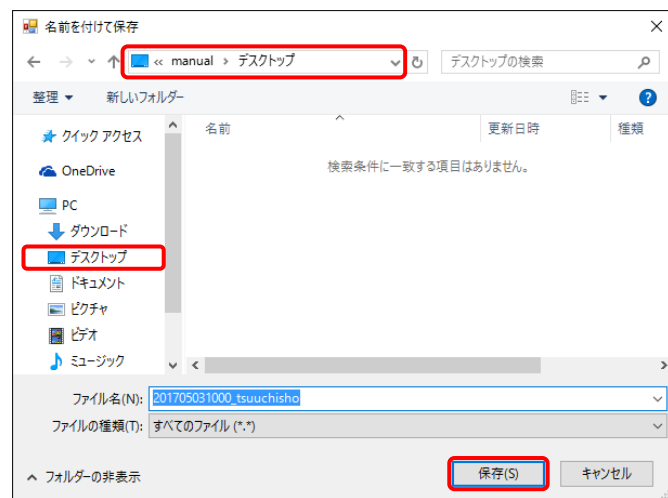 名前を付けて保存
« manual › デスクトップ
デスクトップの検索
整理 ▼ 新しいフォルダー
クイック アクセス
OneDrive
PC
ダウンロード
デスクトップ
ドキュメント
ピクチャ
ビデオ
ミュージック
名前 更新日時 種類
検索条件に一致する項目はありません。
ファイル名(N): 201705031000_tsuuchisho
ファイルの種類(T): すべてのファイル (*.*)
フォルダーの非表示
保存(S) キャンセル